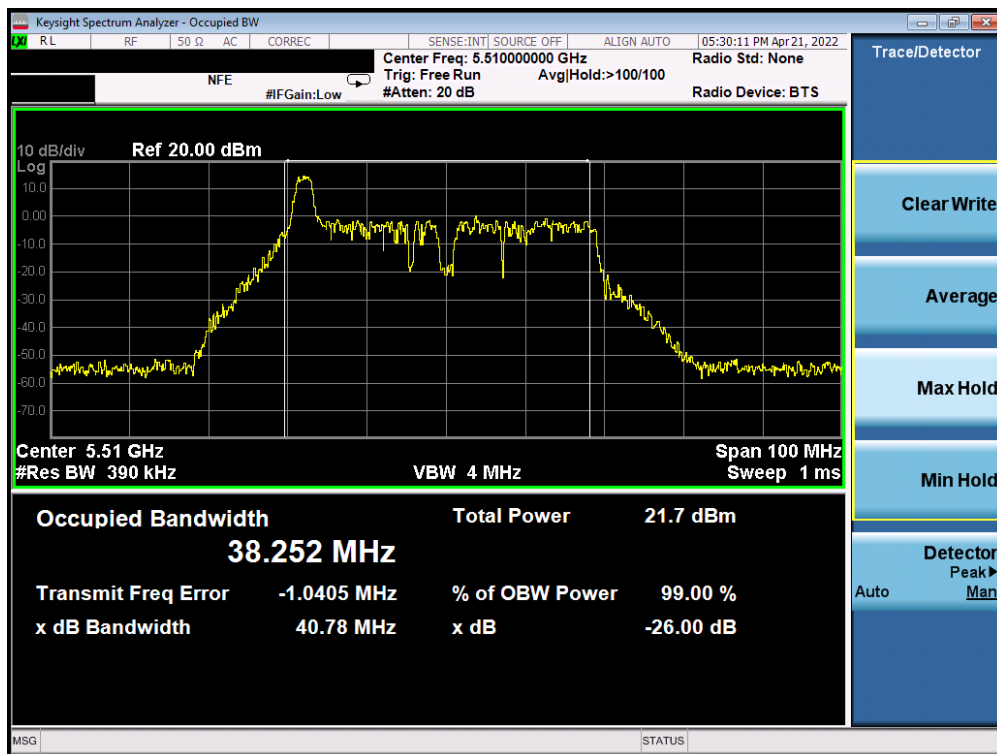 Keysight Spectrum Analyzer - Occupied BW
LXI RL RF 50 Ω AC CORREC SENSE:INT SOURCE OFF ALIGN AUTO 05:30:11 PM Apr 21, 2022
Center Freq: 5.510000000 GHz Radio Std: None
NFE Trig: Free Run Avg|Hold:>100/100
#IFGain:Low #Atten: 20 dB Radio Device: BTS
10 dB/div Ref 20.00 dBm
Log
10.0
0.00
-10.0
-20.0
-30.0
-40.0
-50.0
-60.0
-70.0
Center 5.51 GHz Span 100 MHz
#Res BW 390 kHz VBW 4 MHz Sweep 1 ms
Occupied Bandwidth Total Power 21.7 dBm
38.252 MHz
Transmit Freq Error -1.0405 MHz % of OBW Power 99.00 %
x dB Bandwidth 40.78 MHz x dB -26.00 dB
Trace/Detector
Clear Write
Average
Max Hold
Min Hold
Detector
Peak
Auto Man
MSG STATUS